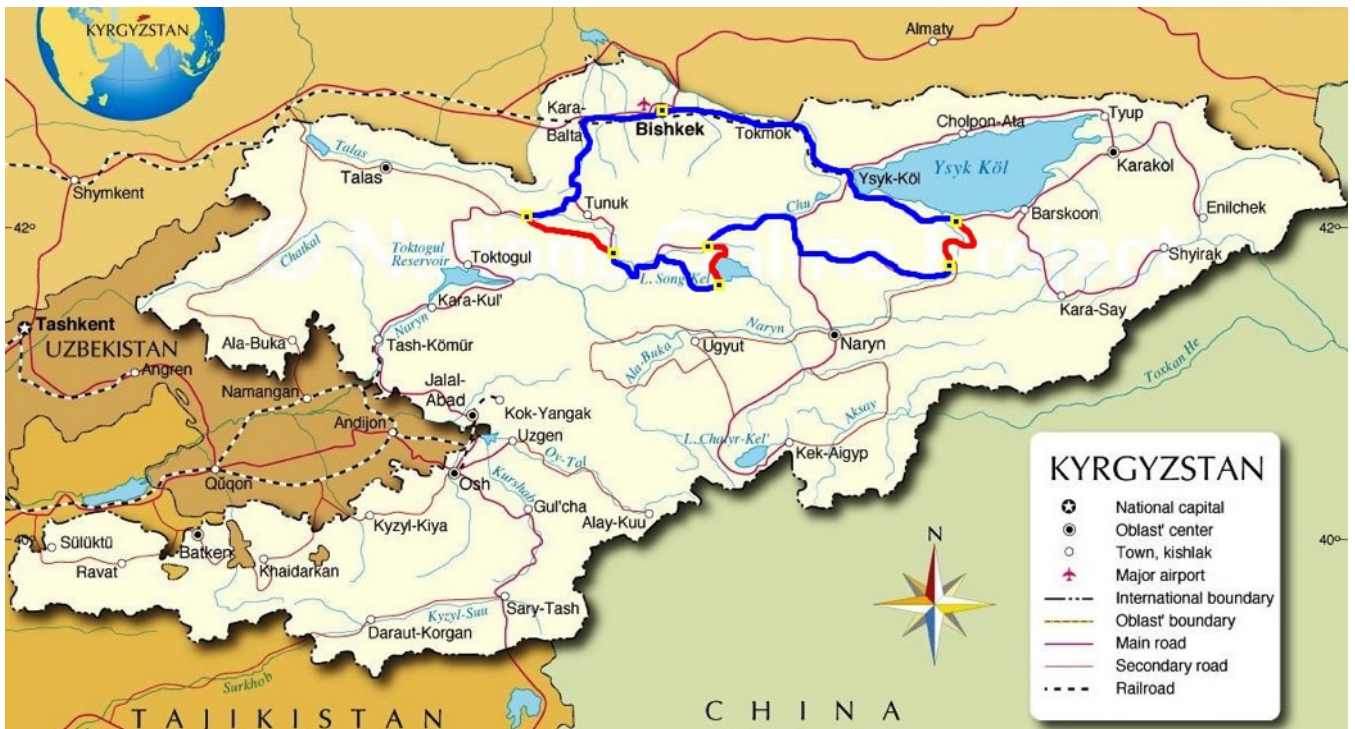 KYRGYZSTAN
Almaty
Kara-
Balta
Bishkek
Tokmok
Cholpon-Ata
Tyup
Talas
Talas
Ysyk-Köl
Ysyk Köl
Karakol
Shymkent
Tunuk
Chu
Barskoon
Enilchek
42º
42º
Chatkal
Toktogul
Reservoir
Toktogul
L. Song-Kel'
Shyirak
Kara-Kul'
Kara-Say
Tashkent
UZBEKISTAN
Ala-Buka
Naryn
Tash-Kömür
Ala-Buka
Ugyut
Naryn
Naryn
Angren
Namangan
Jalal-
Abad
Kok-Yangak
Toxkan He
Andijon
Uzgen
Aksay
L. Chatyr-Kel'
Kek-Aigyp
Quqon
Osh
Oy-Tal
Kurshab
Gul'cha
Alay-Kuu
Kyzyl-Kiya
40º
40º
Sülüktü
Batken
Ravat
Khaidarkan
Sary-Tash
Kyzyl-Suu
Daraut-Korgan
Surkhob
TAJIKISTAN
CHINA
N
KYRGYZSTAN
National capital
Oblast' center
Town, kishlak
Major airport
International boundary
Oblast' boundary
Main road
Secondary road
Railroad